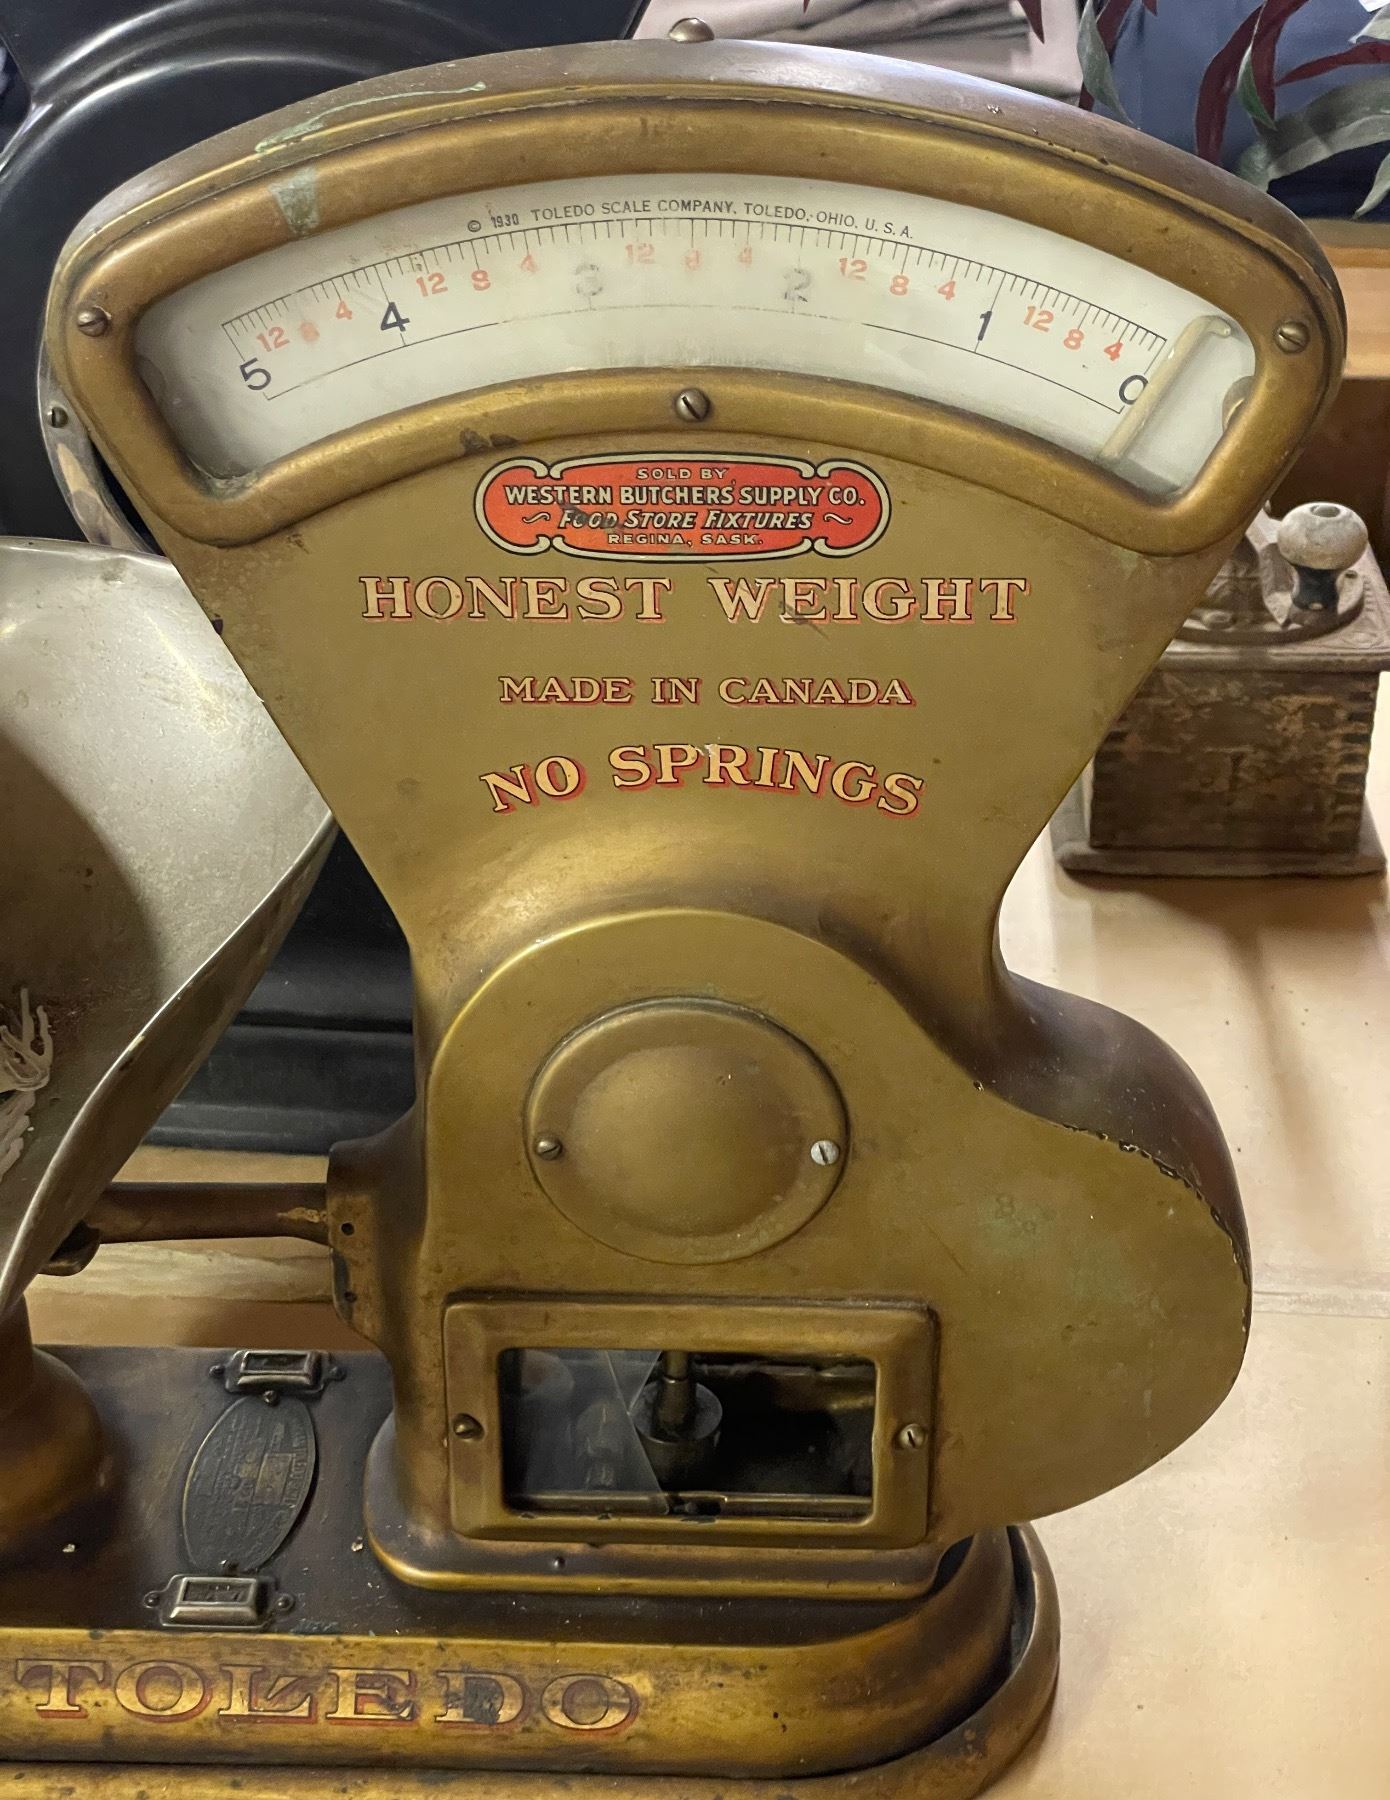 © 1930 TOLEDO SCALE COMPANY, TOLEDO, OHIO, U.S.A.
5 12 8 4 4 12 8 4 3 12 8 4 2 12 8 4 1 12 8 4 0
SOLD BY
WESTERN BUTCHERS' SUPPLY CO.
~ FOOD STORE FIXTURES ~
REGINA, SASK.
HONEST WEIGHT
MADE IN CANADA
NO SPRINGS
TOLEDO